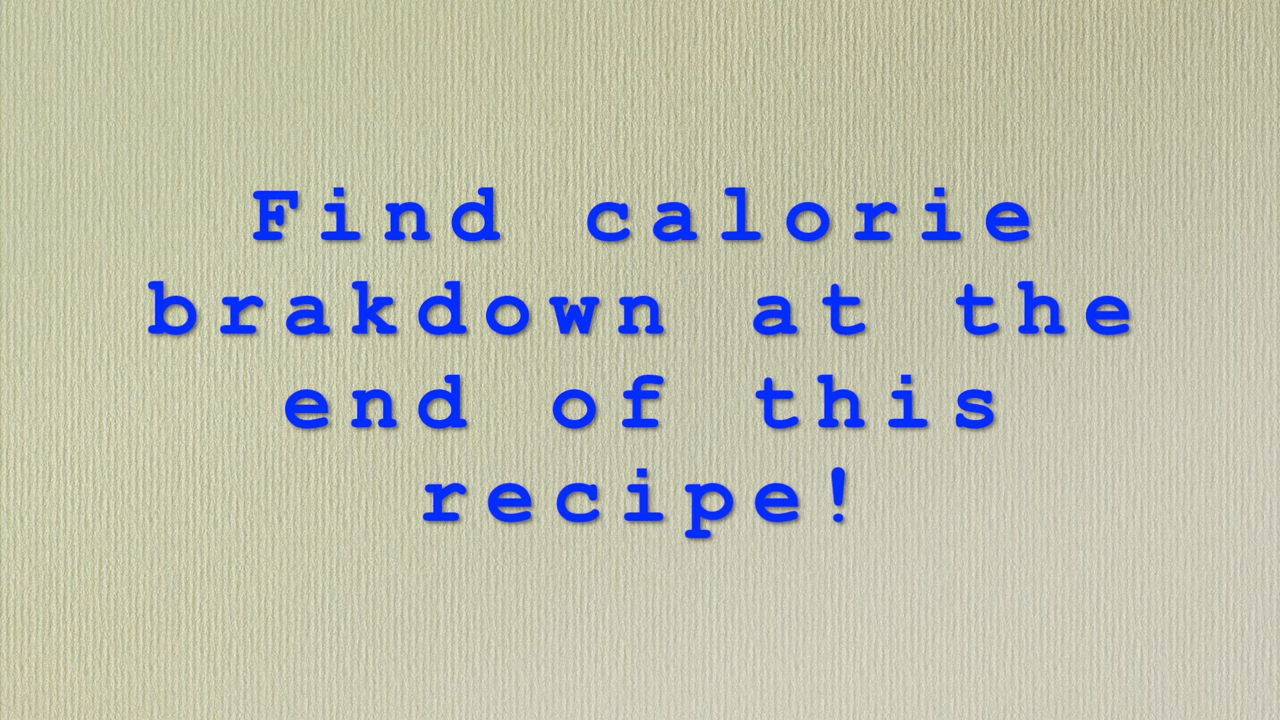 Find calorie
brakdown at the
end of this
recipe!